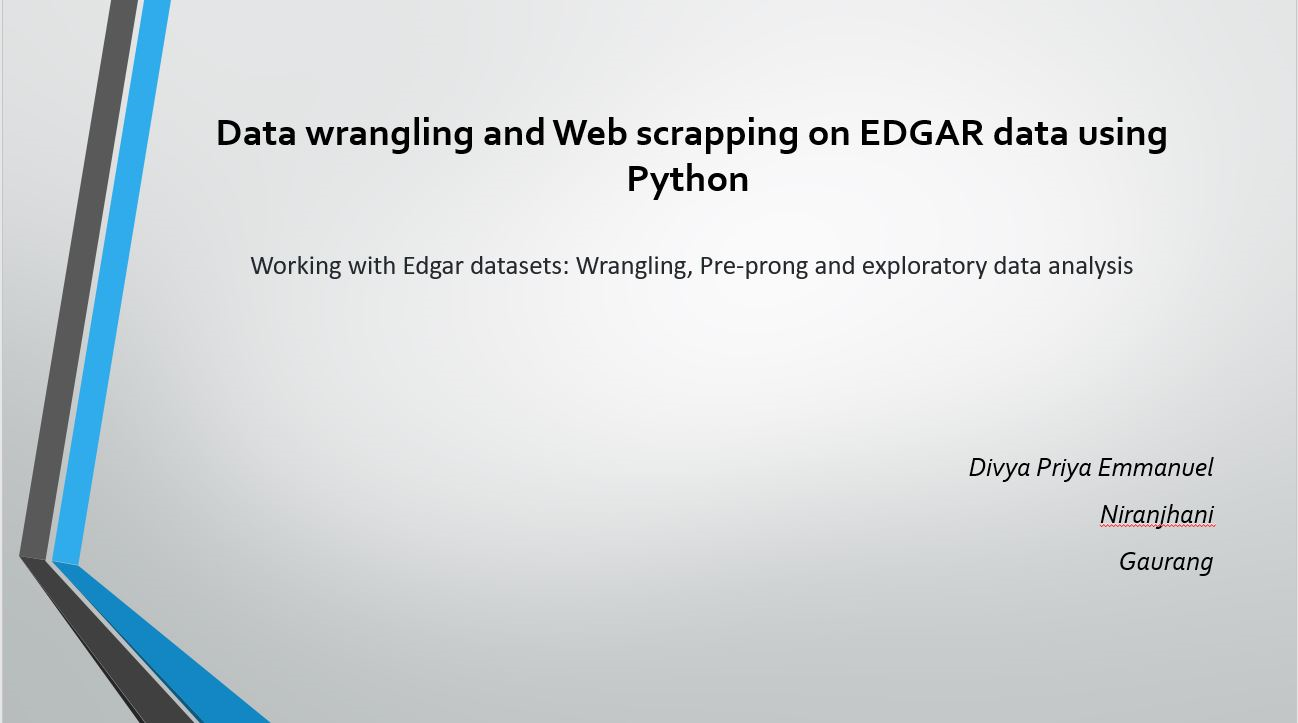 Data wrangling and Web scrapping on EDGAR data using
Python
Working with Edgar datasets: Wrangling, Pre-prong and exploratory data analysis
Divya Priya Emmanuel
Niranjhani
Gaurang